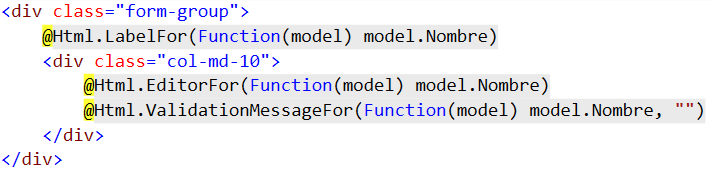 <div class="form-group">
    @Html.LabelFor(Function(model) model.Nombre)
    <div class="col-md-10">
        @Html.EditorFor(Function(model) model.Nombre)
        @Html.ValidationMessageFor(Function(model) model.Nombre, "")
    </div>
</div>